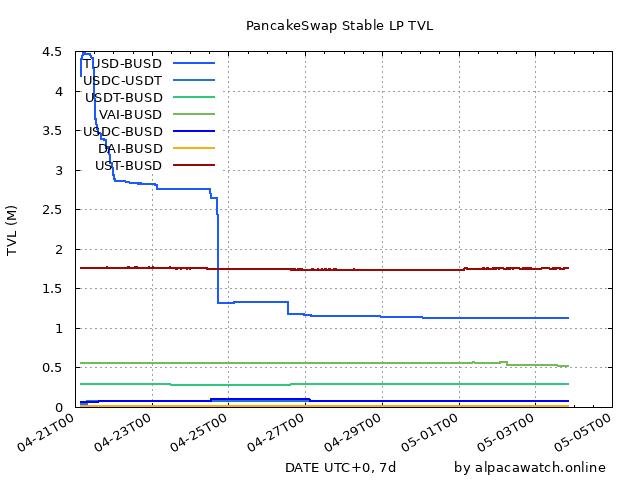 PancakeSwap Stable LP TVL
TVL (M)
4.5
4
3.5
3
2.5
2
1.5
1
0.5
0
TUSD-BUSD
USDC-USDT
USDT-BUSD
VAI-BUSD
USDC-BUSD
DAI-BUSD
UST-BUSD
04-21T00
04-23T00
04-25T00
04-27T00
04-29T00
05-01T00
05-03T00
05-05T00
DATE UTC+0, 7d
by alpacawatch.online